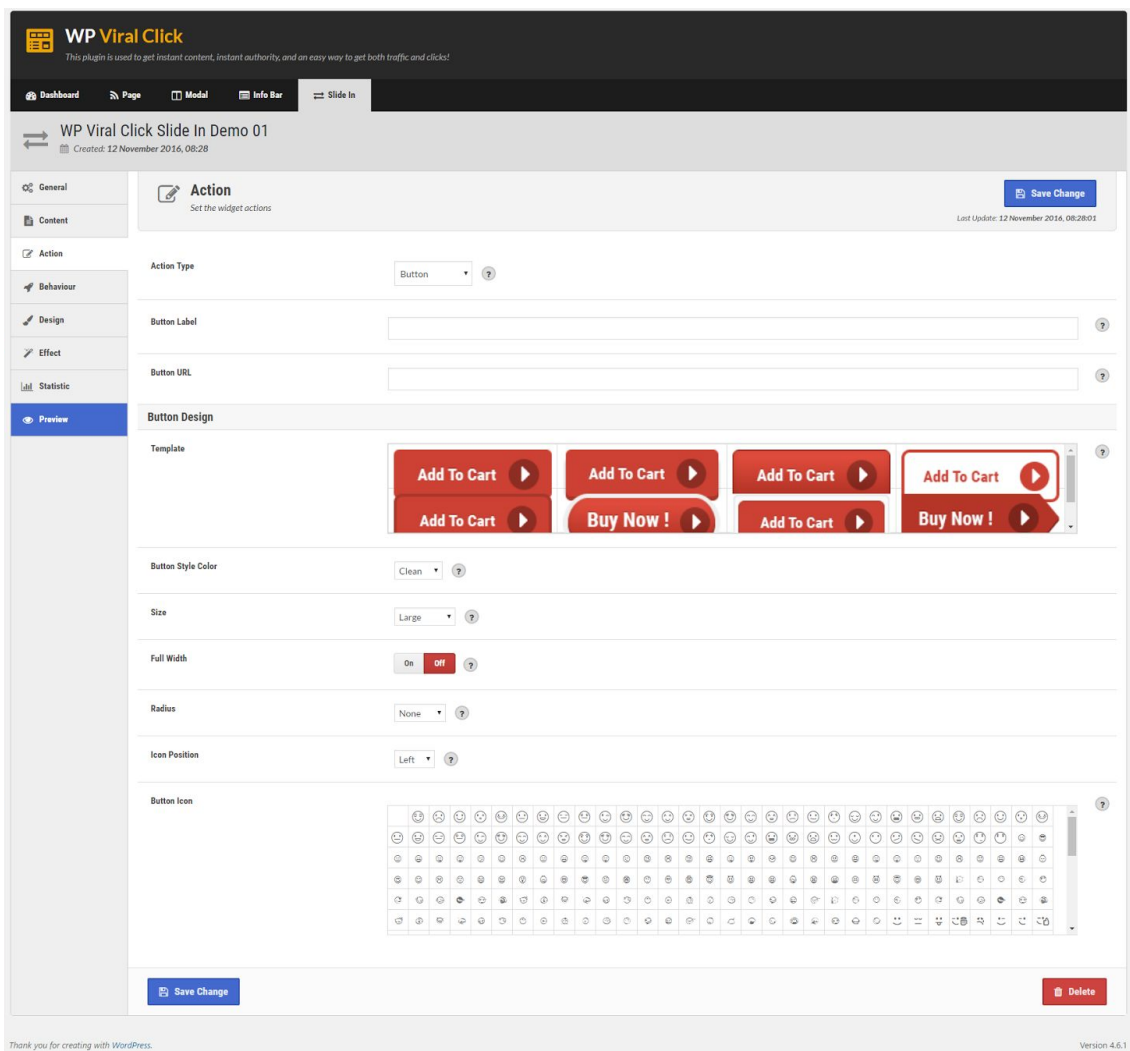 WP Viral Click
This plugin is used to get instant content, instant authority, and an easy way to get both traffic and clicks!
Dashboard Page Modal Info Bar Slide In
WP Viral Click Slide In Demo 01
Created: 12 November 2016, 08:28
General
Content
Action
Behaviour
Design
Effect
Statistic
Preview
Action
Set the widget actions
Save Change
Last Update: 12 November 2016, 08:28:01
Action Type
Button ?
Button Label
?
Button URL
?
Button Design
Template
?
Add To Cart Add To Cart Add To Cart Add To Cart
Add To Cart Buy Now ! Add To Cart Buy Now !
Button Style Color
Clean ?
Size
Large ?
Full Width
On Off ?
Radius
None ?
Icon Position
Left ?
Button Icon
?
Save Change Delete
Thank you for creating with WordPress. Version 4.6.1